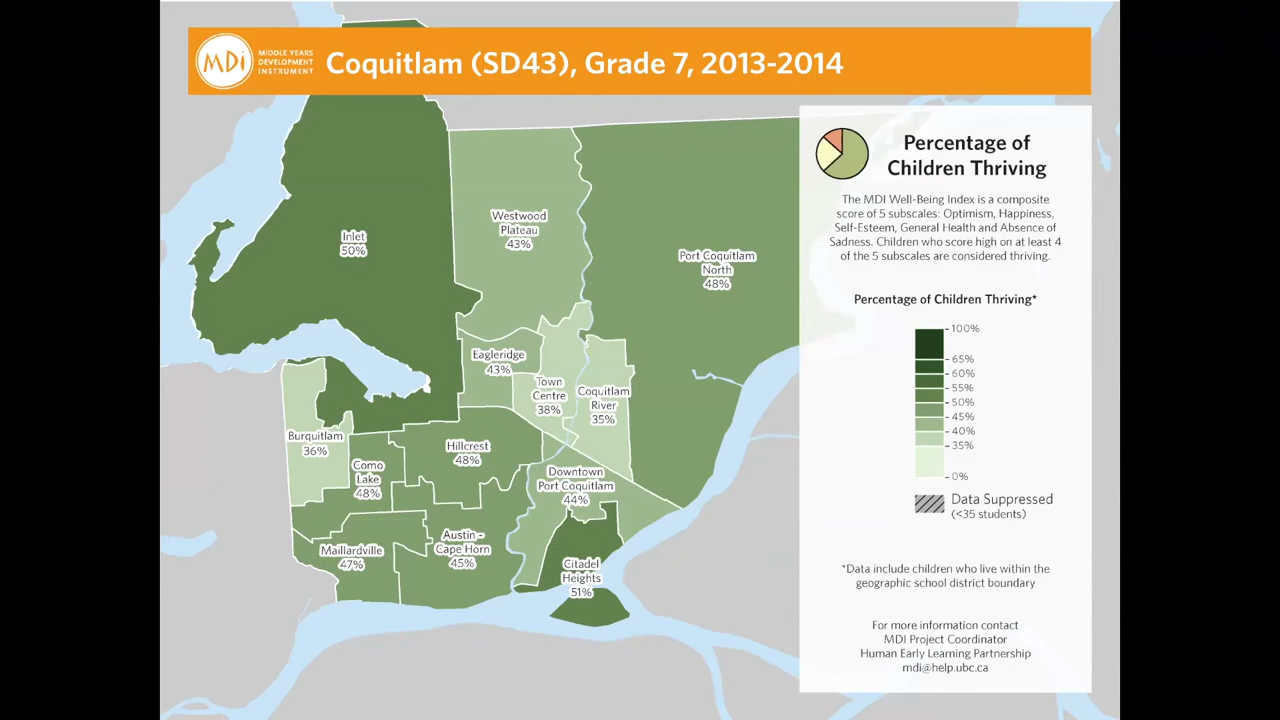 MDi
MIDDLE YEARS
DEVELOPMENT
INSTRUMENT
Coquitlam (SD43), Grade 7, 2013-2014
Percentage of
Children Thriving
The MDI Well-Being Index is a composite
score of 5 subscales: Optimism, Happiness,
Self-Esteem, General Health and Absence of
Sadness. Children who score high on at least 4
of the 5 subscales are considered thriving.
Percentage of Children Thriving*
100%
65%
60%
55%
50%
45%
40%
35%
0%
Data Suppressed
(<35 students)
*Data include children who live within the
geographic school district boundary
For more information contact
MDI Project Coordinator
Human Early Learning Partnership
mdi@help.ubc.ca
Inlet
50%
Westwood
Plateau
43%
Port Coquitlam
North
48%
Eagleridge
43%
Town
Centre
38%
Coquitlam
River
35%
Burquitlam
36%
Como
Lake
48%
Hillcrest
48%
Downtown
Port Coquitlam
44%
Maillardville
47%
Austin -
Cape Horn
45%
Citadel
Heights
51%